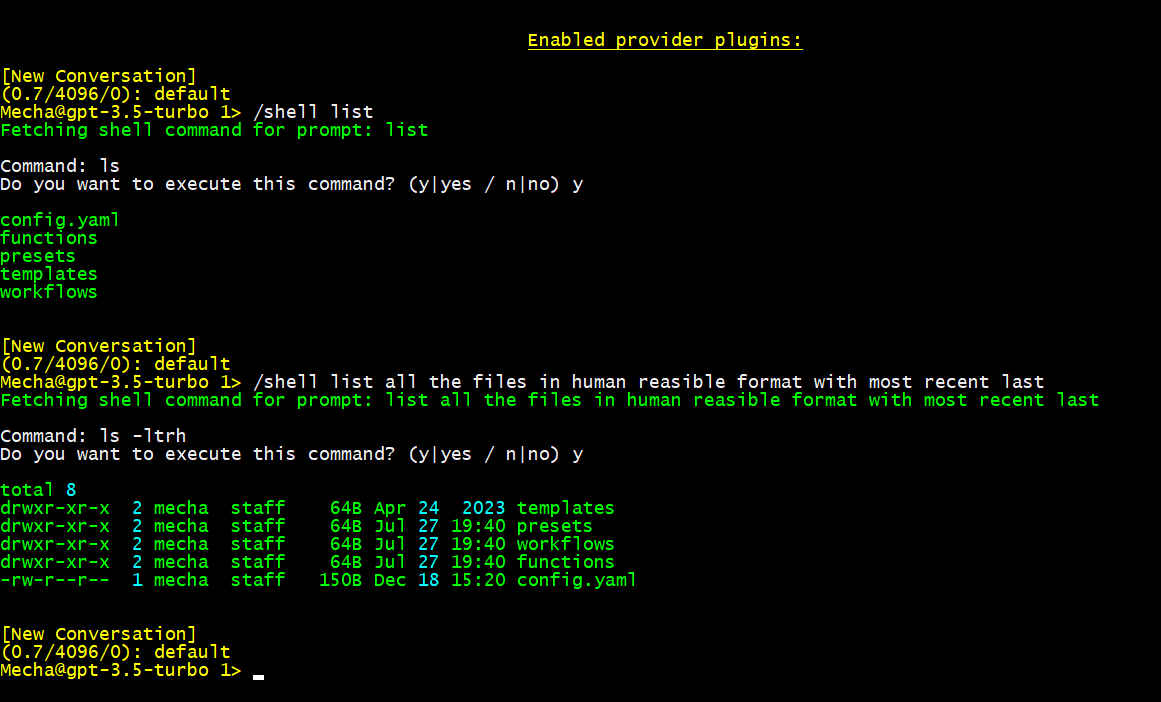 Enabled provider plugins:
[New Conversation]
(0.7/4096/0): default
Mecha@gpt-3.5-turbo 1> /shell list
Fetching shell command for prompt: list
Command: ls
Do you want to execute this command? (y|yes / n|no) y
config.yaml
functions
presets
templates
workflows
[New Conversation]
(0.7/4096/0): default
Mecha@gpt-3.5-turbo 1> /shell list all the files in human reasible format with most recent last
Fetching shell command for prompt: list all the files in human reasible format with most recent last
Command: ls -ltrh
Do you want to execute this command? (y|yes / n|no) y
total 8
drwxr-xr-x  2 mecha  staff    64B Apr 24  2023 templates
drwxr-xr-x  2 mecha  staff    64B Jul 27 19:40 presets
drwxr-xr-x  2 mecha  staff    64B Jul 27 19:40 workflows
drwxr-xr-x  2 mecha  staff    64B Jul 27 19:40 functions
-rw-r--r--  1 mecha  staff   150B Dec 18 15:20 config.yaml
[New Conversation]
(0.7/4096/0): default
Mecha@gpt-3.5-turbo 1>